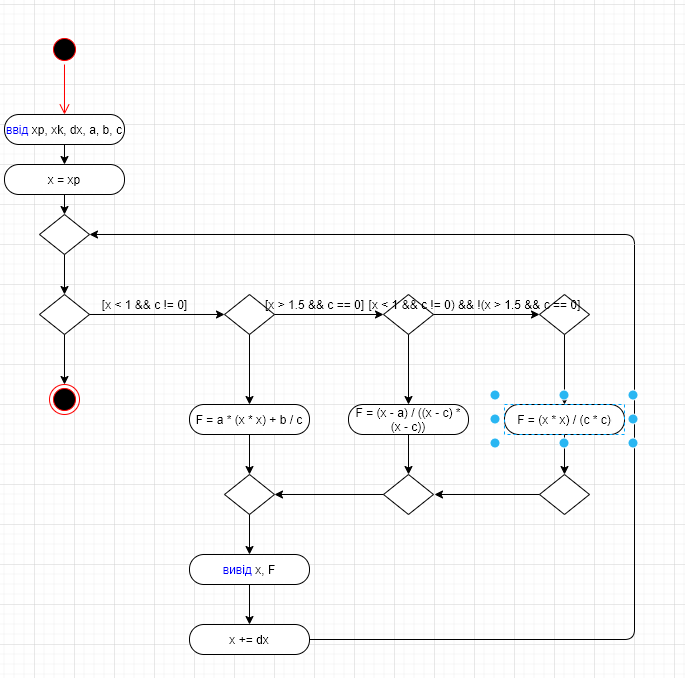 ввід xp, xk, dx, a, b, c
x = xp
[x < 1 && c != 0]
[x > 1.5 && c == 0]
[x < 1 && c != 0) && !(x > 1.5 && c == 0]
F = a * (x * x) + b / c
F = (x - a) / ((x - c) *
(x - c))
F = (x * x) / (c * c)
вивід x, F
x += dx